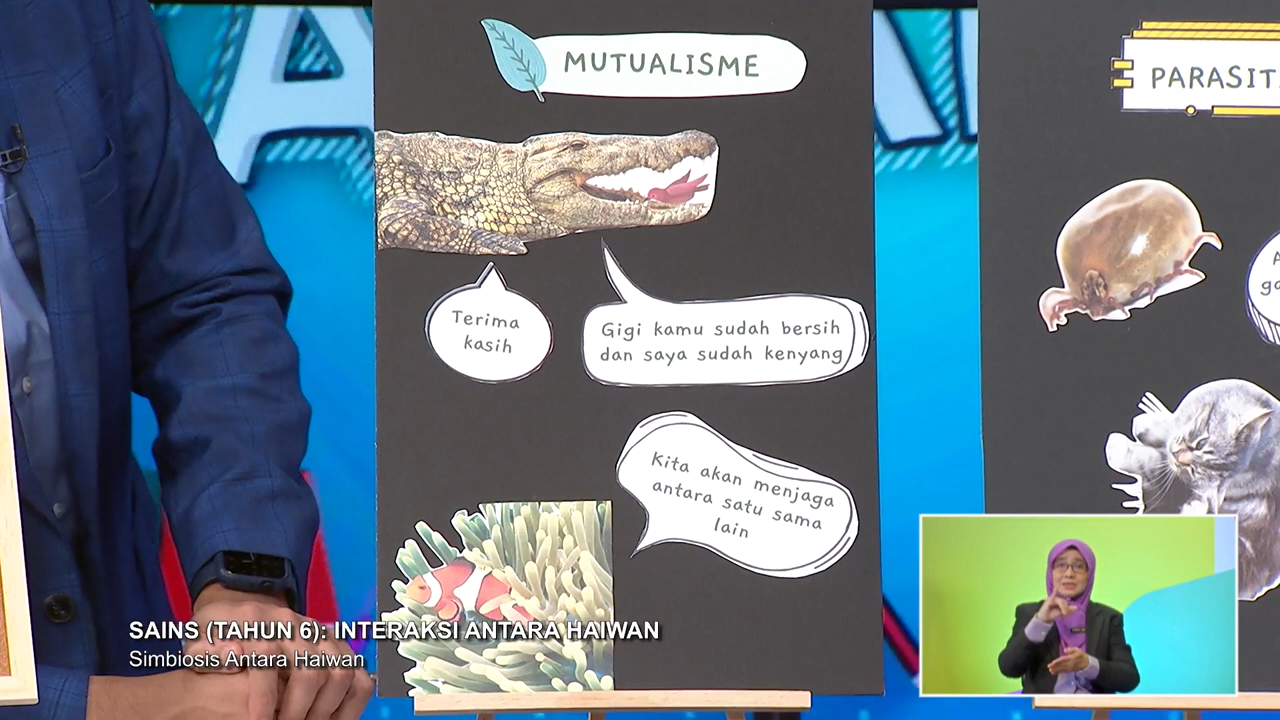 MUTUALISME
Terima
kasih
Gigi kamu sudah bersih
dan saya sudah kenyang
Kita akan menjaga
antara satu sama
lain
PARASIT
SAINS (TAHUN 6): INTERAKSI ANTARA HAIWAN
Simbiosis Antara Haiwan